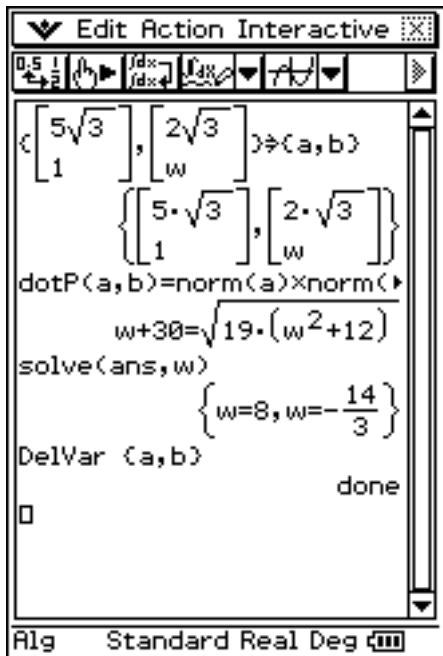 Edit Action Interactive
{[5√3 1],[2√3 w]}⇒{a,b}
{[5·√3 1],[2·√3 w]}
dotP(a,b)=norm(a)×norm(
w+30=√19·(w²+12)
solve(ans,w)
{w=8,w=-14/3}
DelVar {a,b}
done
Alg Standard Real Deg